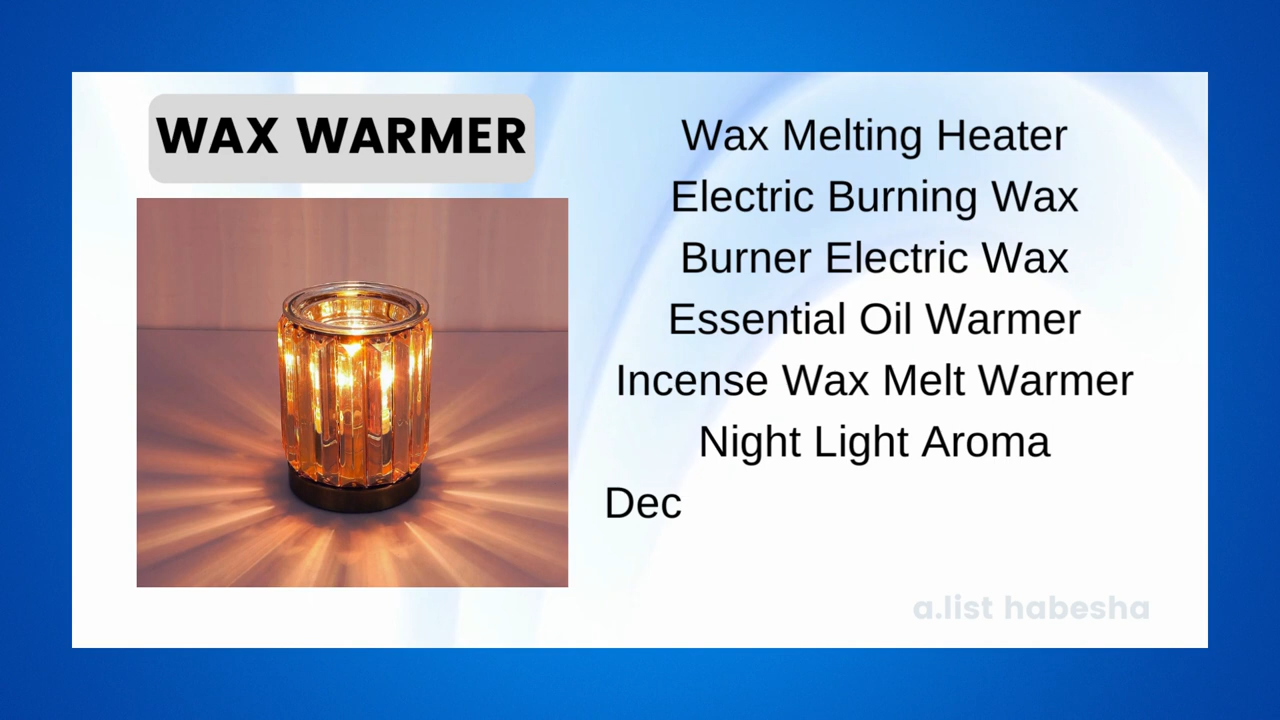 WAX WARMER
Wax Melting Heater
Electric Burning Wax
Burner Electric Wax
Essential Oil Warmer
Incense Wax Melt Warmer
Night Light Aroma
Dec
a.list habesha